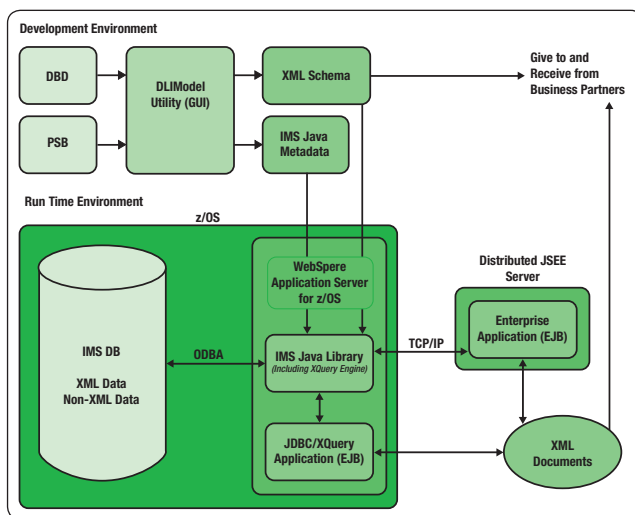 Development Environment
DBD
DLIModel
Utility (GUI)
XML Schema
Give to and
Receive from
Business Partners
PSB
IMS Java
Metadata
Run Time Environment
z/OS
WebSpere
Application Server
for z/OS
Distributed JSEE
Server
IMS DB
XML Data
Non-XML Data
ODBA
IMS Java Library
(Including XQuery Engine)
TCP/IP
Enterprise
Application (EJB)
JDBC/XQuery
Application (EJB)
XML
Documents